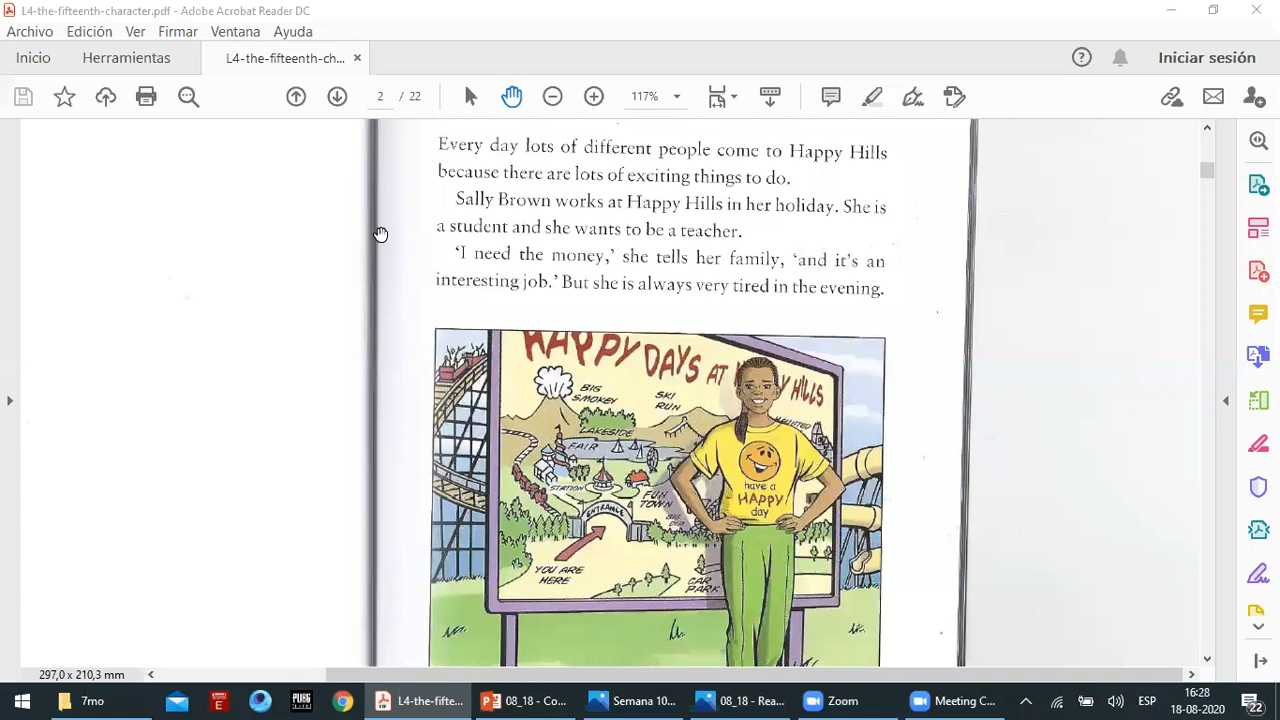 L4-the-fifteenth-character.pdf - Adobe Acrobat Reader DC
Archivo Edición Ver Firmar Ventana Ayuda
Inicio Herramientas L4-the-fifteenth-ch... × Iniciar sesión
2 / 22 117%
Every day lots of different people come to Happy Hills
because there are lots of exciting things to do.
Sally Brown works at Happy Hills in her holiday. She is
a student and she wants to be a teacher.
‘I need the money,’ she tells her family, ‘and it’s an
interesting job.’ But she is always very tired in the evening.
HAPPY DAYS AT HILLS
BIG
SMOKEY
SKI
RUN
LAKESIDE
HAUNTED
FAIR
STATION
FUN
TOWN
ENTRANCE
BIG
DIP
YOU ARE
HERE
CAR
PARK
have a
HAPPY
day
297,0 x 210,3 mm
7mo L4-the-fiftee... 08_18 - Co... Semana 10... 08_18 - Rea... Zoom Meeting C... ESP 16:28
18-08-2020
22
PUBG